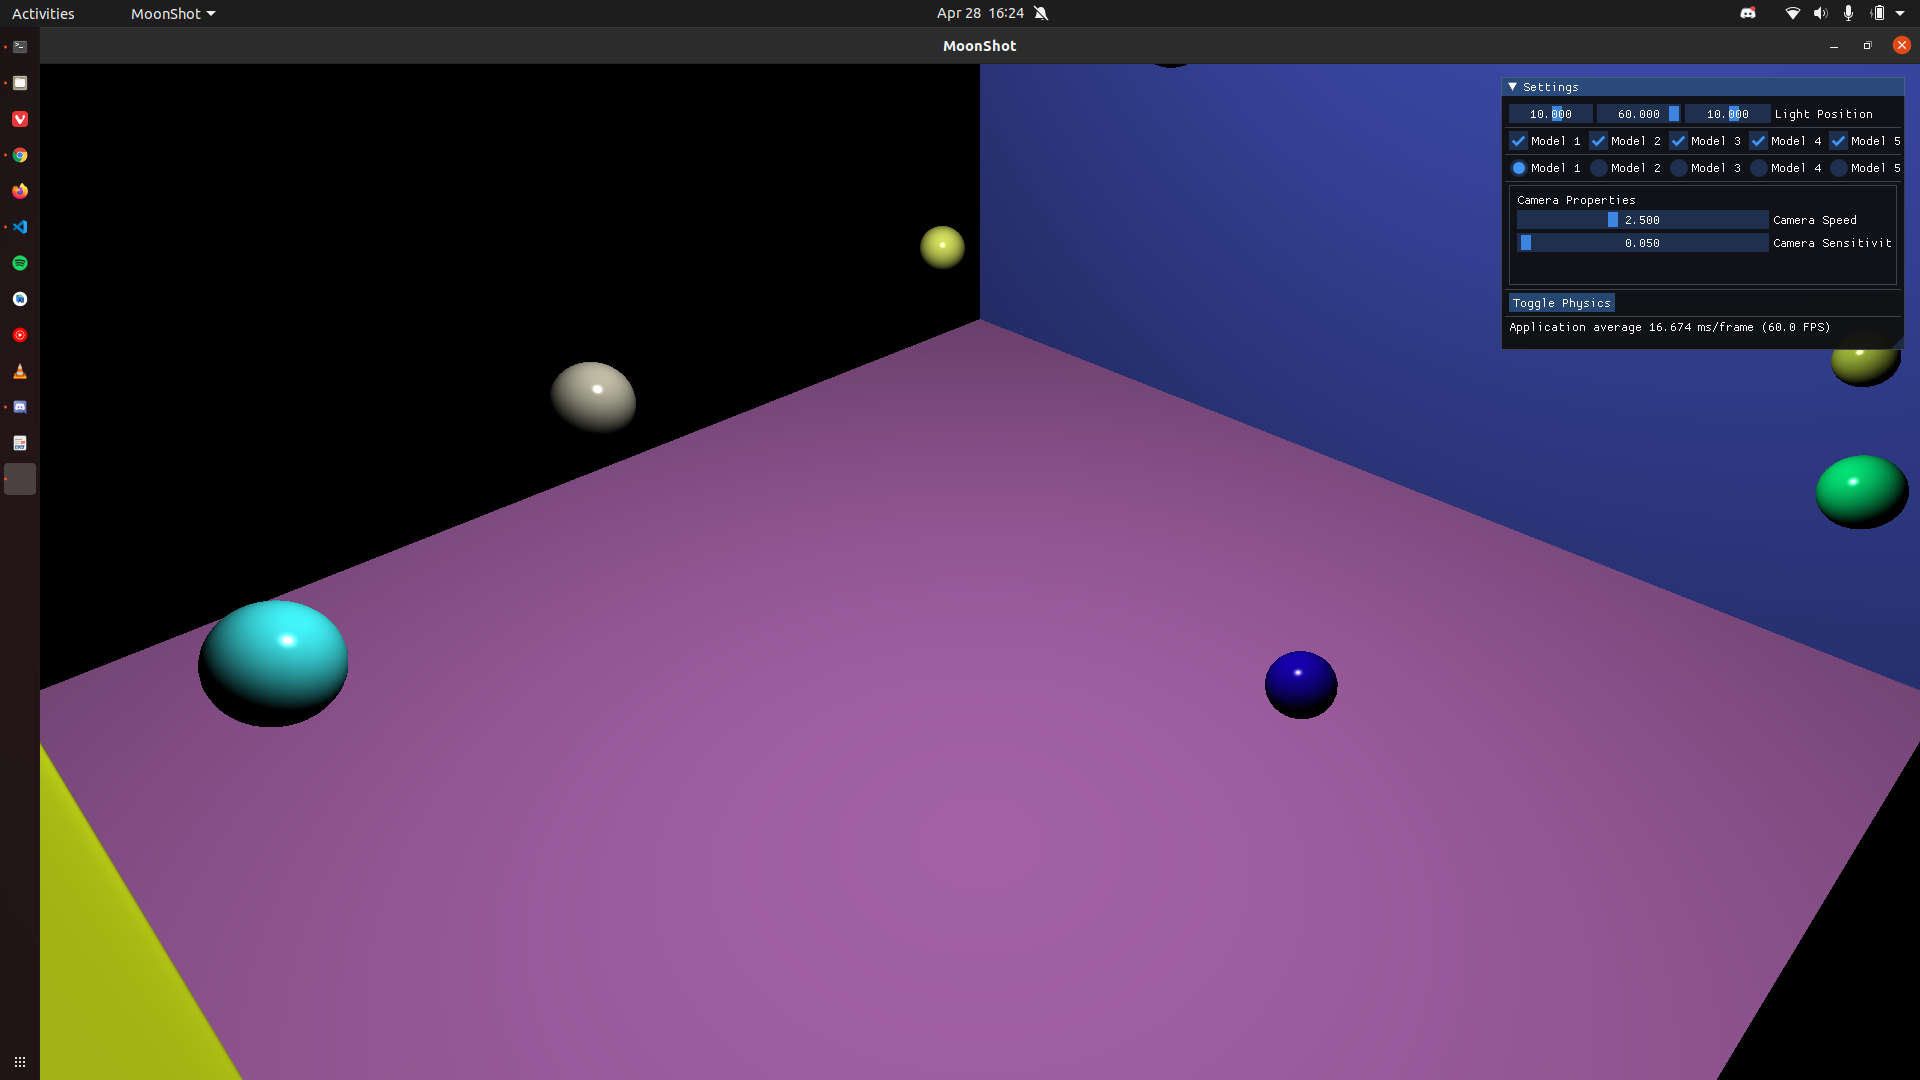 Activities MoonShot Apr 28 16:24
MoonShot
Settings
10.000 60.000 10.000 Light Position
Model 1 Model 2 Model 3 Model 4 Model 5
Model 1 Model 2 Model 3 Model 4 Model 5
Camera Properties
2.500 Camera Speed
0.050 Camera Sensitivit
Toggle Physics
Application average 16.674 ms/frame (60.0 FPS)